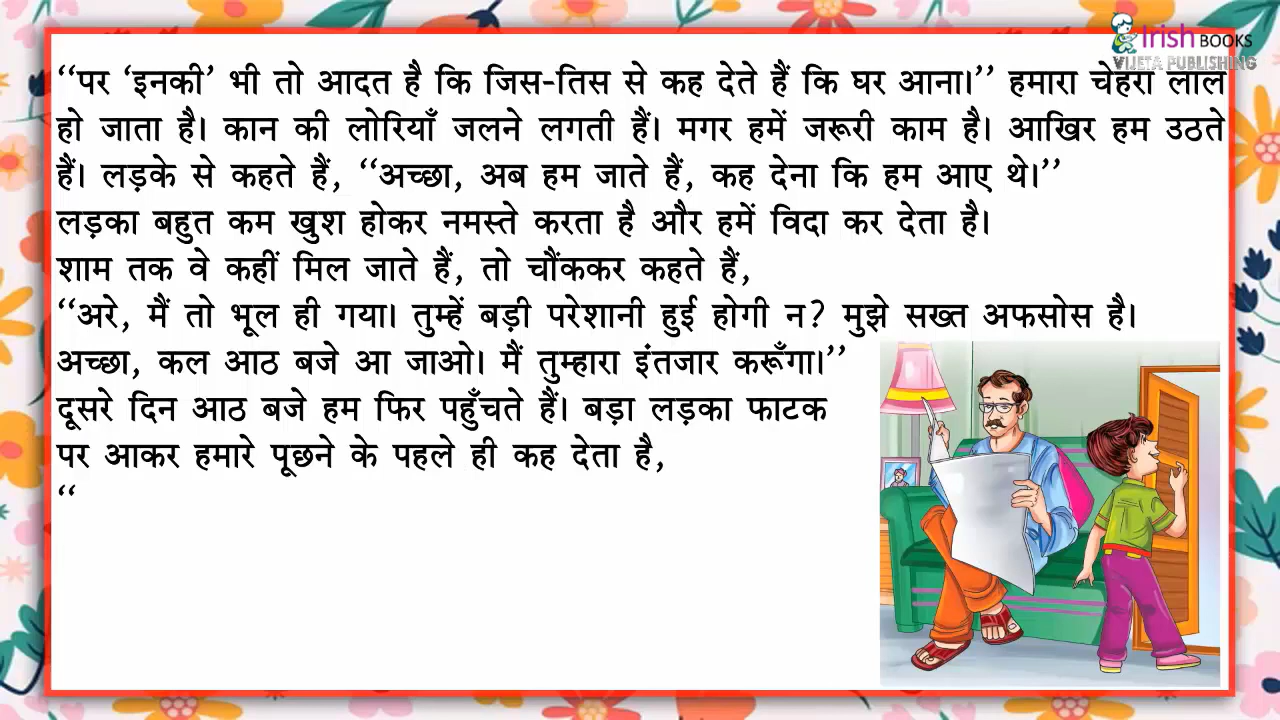 Irish BOOKS
VIJETA PUBLISHING
‘‘पर ‘इनकी’ भी तो आदत है कि जिस-तिस से कह देते हैं कि घर आना।’’ हमारा चेहरा लाल
हो जाता है। कान की लोरियाँ जलने लगती हैं। मगर हमें जरूरी काम है। आखिर हम उठते
हैं। लड़के से कहते हैं, ‘‘अच्छा, अब हम जाते हैं, कह देना कि हम आए थे।’’
लड़का बहुत कम खुश होकर नमस्ते करता है और हमें विदा कर देता है।
शाम तक वे कहीं मिल जाते हैं, तो चौंककर कहते हैं,
‘‘अरे, मैं तो भूल ही गया। तुम्हें बड़ी परेशानी हुई होगी न? मुझे सख्त अफसोस है।
अच्छा, कल आठ बजे आ जाओ। मैं तुम्हारा इंतजार करूँगा।’’
दूसरे दिन आठ बजे हम फिर पहुँचते हैं। बड़ा लड़का फाटक
पर आकर हमारे पूछने के पहले ही कह देता है,
‘‘